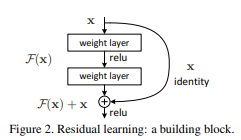 x
weight layer
F(x)
relu
weight layer
x
identity
F(x) + x
relu
Figure 2. Residual learning: a building block.